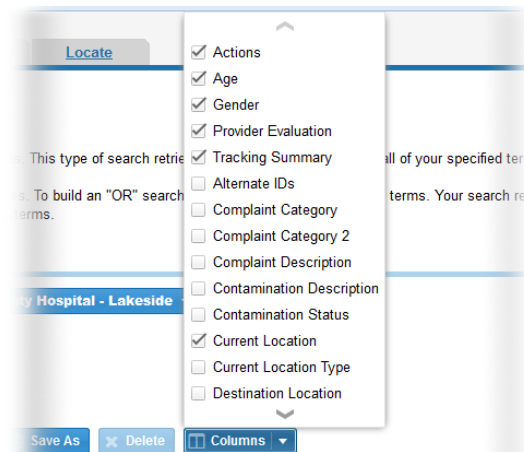 Locate
Actions
Age
Gender
Provider Evaluation
Tracking Summary
Alternate IDs
Complaint Category
Complaint Category 2
Complaint Description
Contamination Description
Contamination Status
Current Location
Current Location Type
Destination Location
This type of search retrie all of your specified ter
To build an "OR" search terms. Your search re
terms.
ty Hospital - Lakeside
Save As Delete Columns